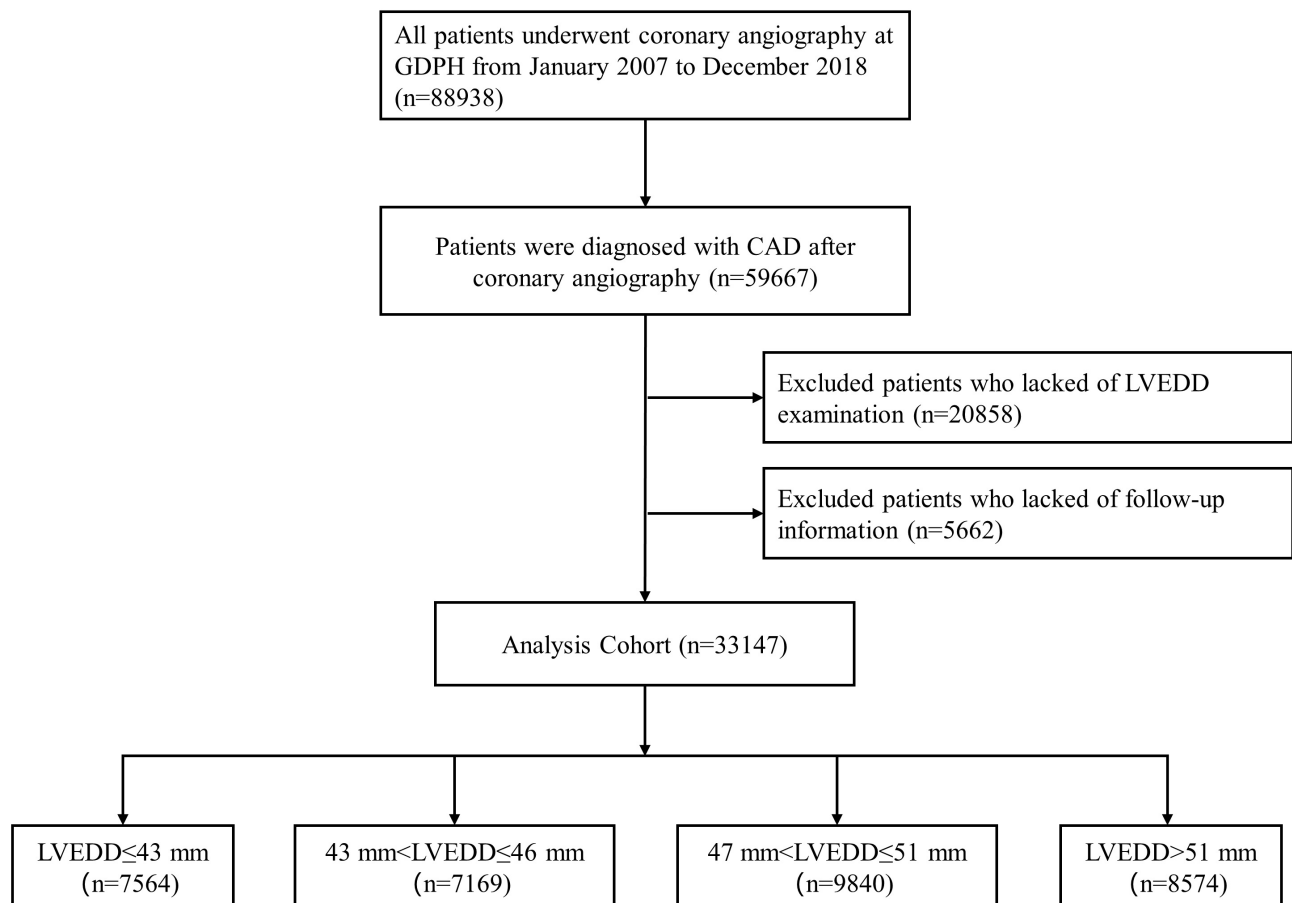 All patients underwent coronary angiography at
GDPH from January 2007 to December 2018
(n=88938)
Patients were diagnosed with CAD after
coronary angiography (n=59667)
Excluded patients who lacked of LVEDD
examination (n=20858)
Excluded patients who lacked of follow-up
information (n=5662)
Analysis Cohort (n=33147)
LVEDD≤43 mm
(n=7564)
43 mm<LVEDD≤46 mm
(n=7169)
47 mm<LVEDD≤51 mm
(n=9840)
LVEDD>51 mm
(n=8574)